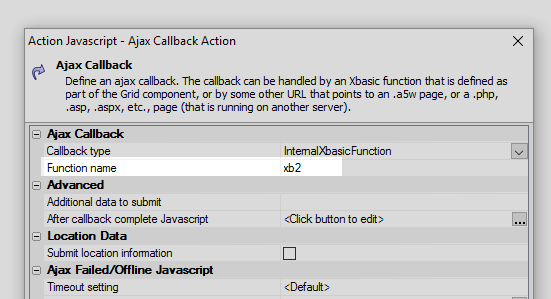 Action Javascript - Ajax Callback Action
Ajax Callback
Define an ajax callback. The callback can be handled by an Xbasic function that is defined as
part of the Grid component, or by some other URL that points to an .a5w page, or a .php,
.asp, .aspx, etc., page (that is running on another server).
Ajax Callback
Callback type InternalXbasicFunction
Function name xb2
Advanced
Additional data to submit
After callback complete Javascript <Click button to edit> ...
Location Data
Submit location information
Ajax Failed/Offline Javascript
Timeout setting <Default>